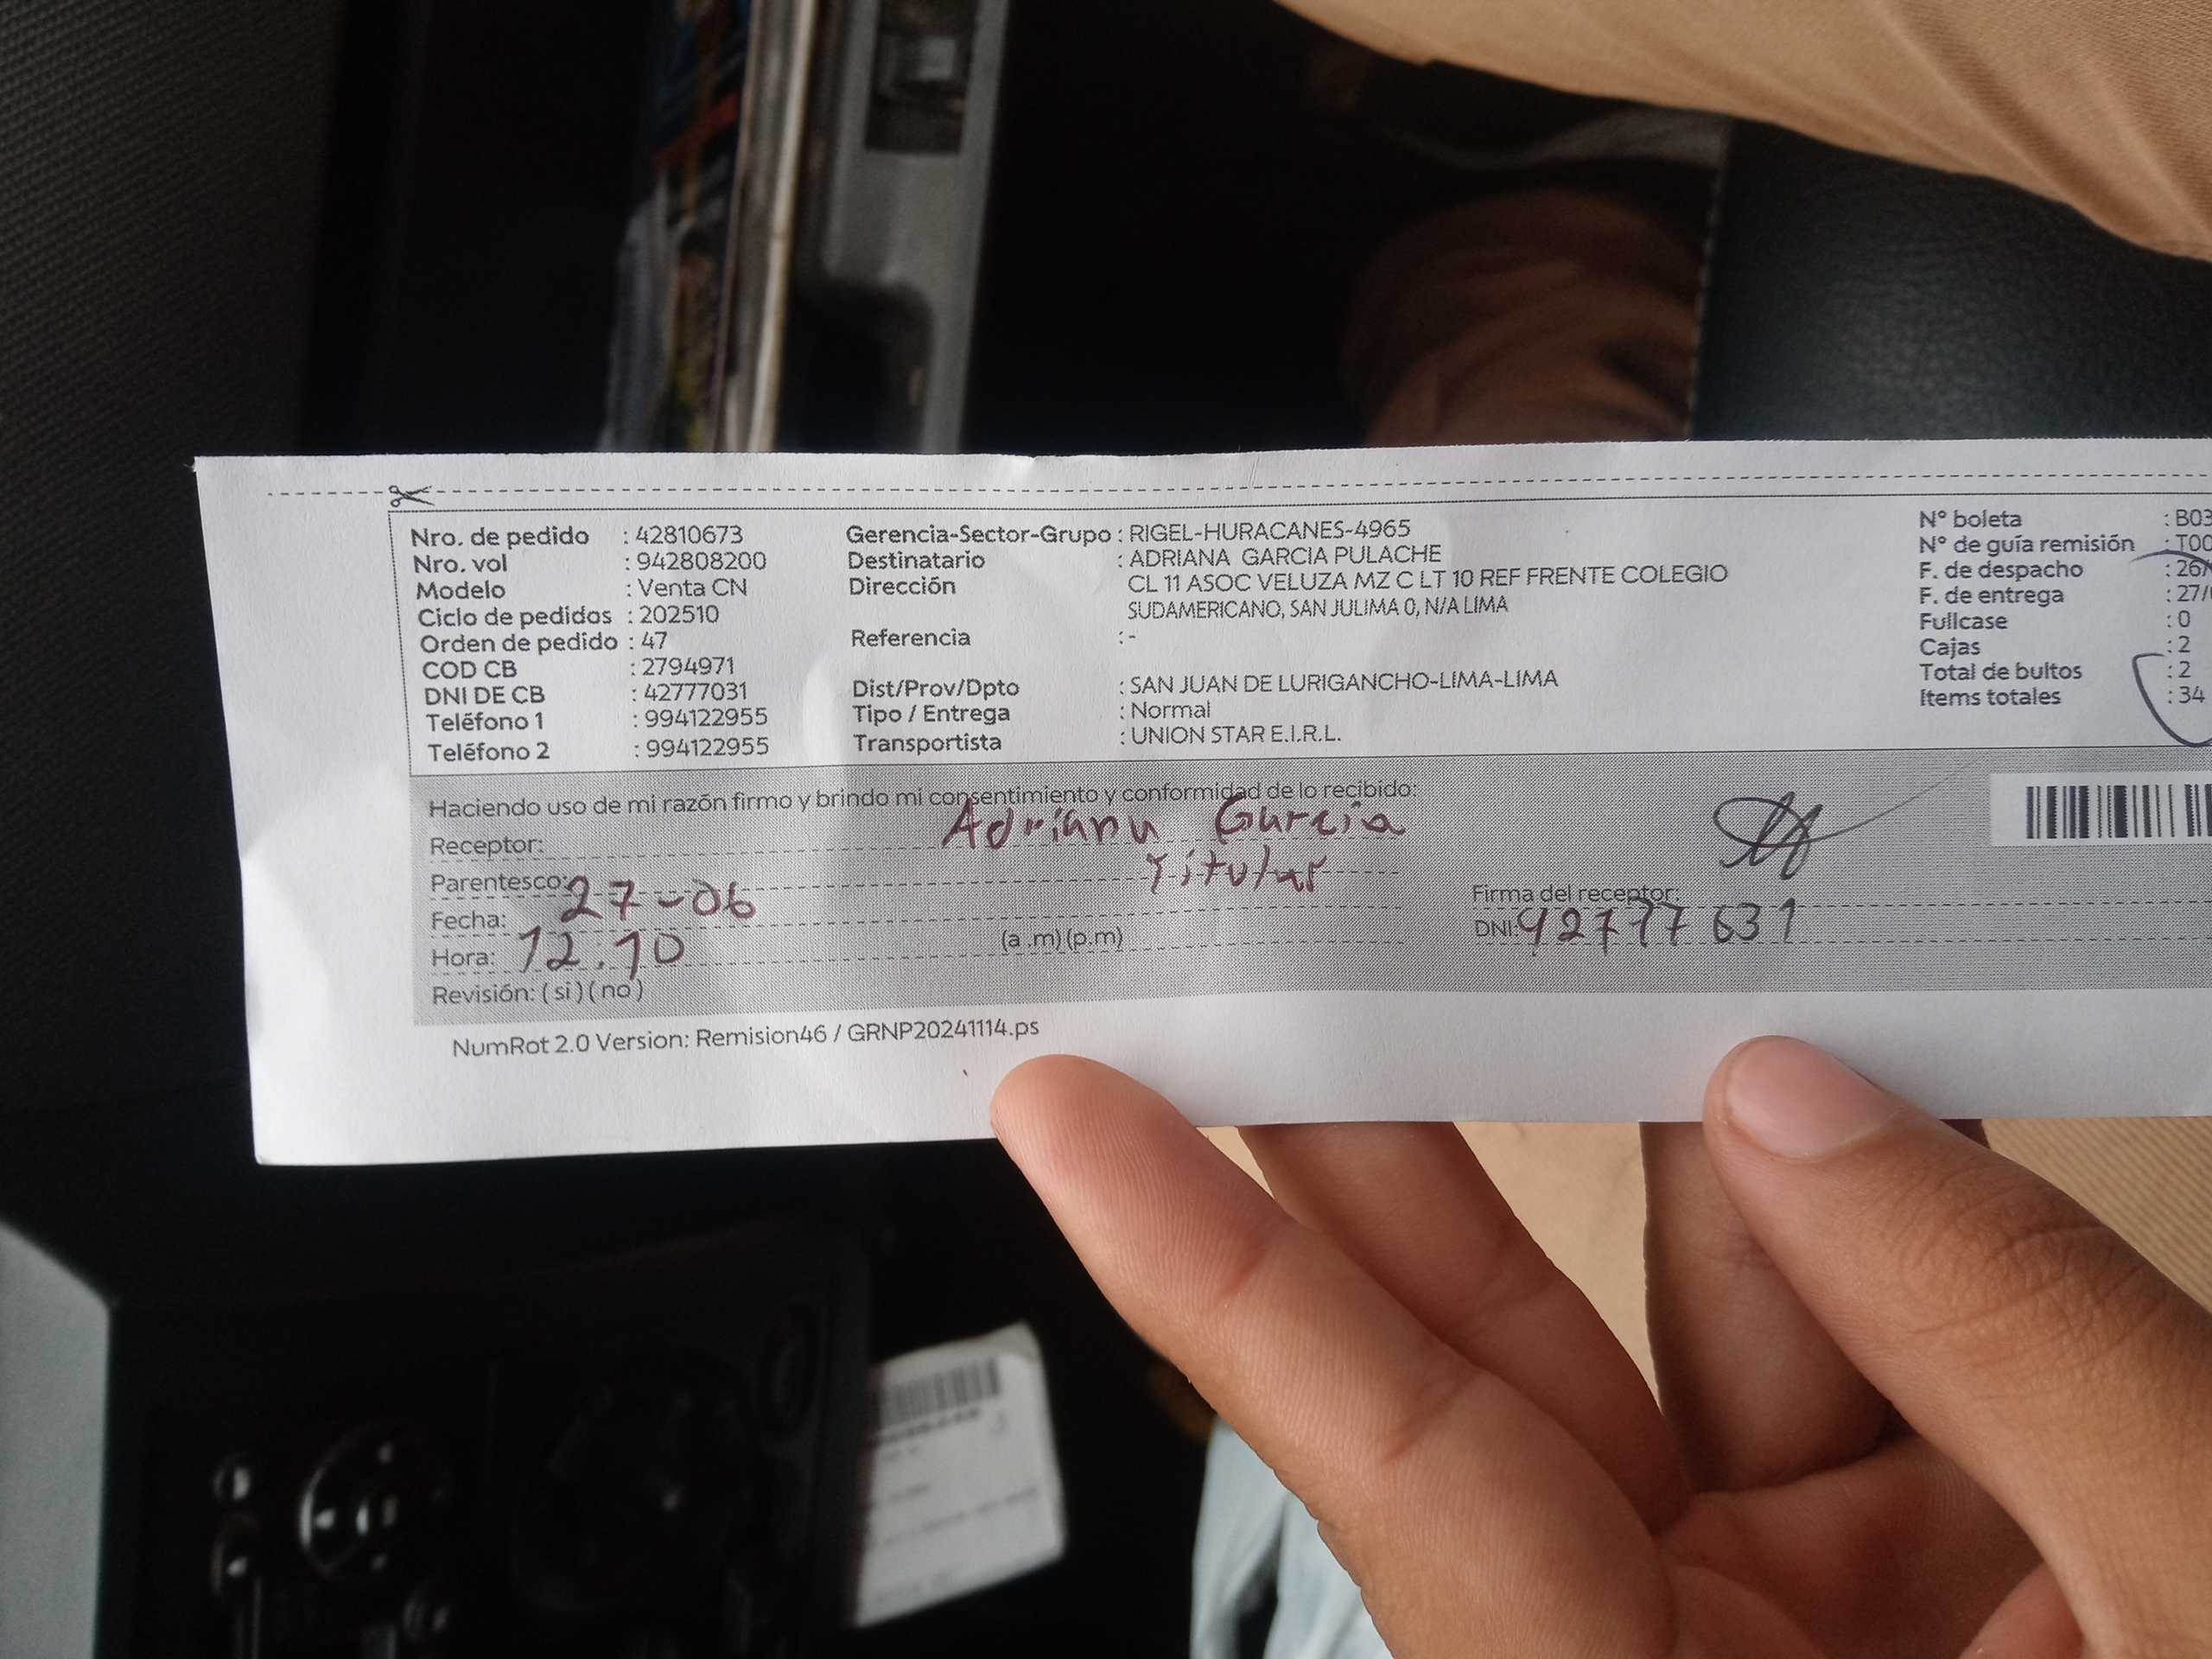 Nro. de pedido : 42810673
Nro. vol : 942808200
Modelo : Venta CN
Ciclo de pedidos : 202510
Orden de pedido : 47
COD CB : 2794971
DNI DE CB : 42777031
Teléfono 1 : 994122955
Teléfono 2 : 994122955
Gerencia-Sector-Grupo : RIGEL-HURACANES-4965
Destinatario : ADRIANA GARCIA PULACHE
Dirección CL 11 ASOC VELUZA MZ C LT 10 REF FRENTE COLEGIO
SUDAMERICANO, SAN JULIMA 0, N/A LIMA
Referencia : -
Dist/Prov/Dpto : SAN JUAN DE LURIGANCHO-LIMA-LIMA
Tipo / Entrega : Normal
Transportista : UNION STAR E.I.R.L.
N° boleta : B03
N° de guía remisión : T00
F. de despacho : 26/
F. de entrega : 27/
Fullcase : 0
Cajas : 2
Total de bultos : 2
Items totales : 34
Haciendo uso de mi razón firmo y brindo mi consentimiento y conformidad de lo recibido:
Receptor: Adriana Garcia
Parentesco: Titular
Fecha: 27-06
Hora: 12:10 (a .m) (p.m)
Revisión: ( si ) ( no )
Firma del receptor:
DNI: 42777631
NumRot 2.0 Version: Remision46 / GRNP20241114.ps